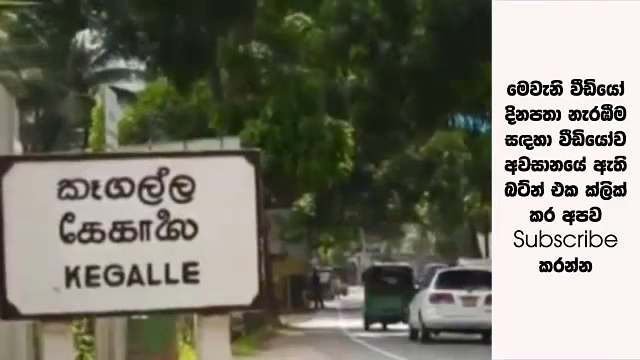 කෑගල්ල
கேகாலை
KEGALLE
මෙවැනි වීඩියෝ
දිනපතා නැරඹීම
සඳහා වීඩියෝව
අවසානයේ ඇති
බටන් එක ක්ලික්
කර අපව
Subscribe
කරන්න